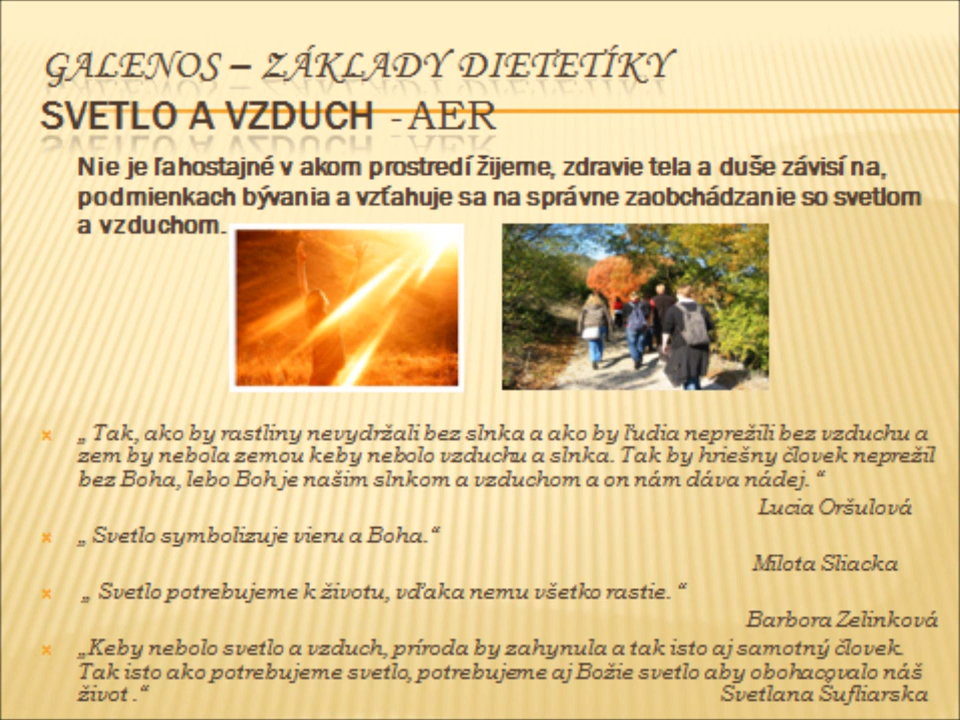 GALENOS – ZÁKLADY DIETETÍKY
SVETLO A VZDUCH - AER
Nie je ľahostajné v akom prostredí žijeme, zdravie tela a duše závisí na,
podmienkach bývania a vzťahuje sa na správne zaobchádzanie so svetlom
a vzduchom.
„ Tak, ako by rastliny nevydržali bez slnka a ako by ľudia neprežili bez vzduchu a
zem by nebola zemou keby nebolo vzduchu a slnka. Tak by hriešny človek neprežil
bez Boha, lebo Boh je našim slnkom a vzduchom a on nám dáva nádej. “
Lucia Oršulová
„ Svetlo symbolizuje vieru a Boha.“
Milota Sliacka
„ Svetlo potrebujeme k životu, vďaka nemu všetko rastie. “
Barbora Zelinková
„Keby nebolo svetlo a vzduch, príroda by zahynula a tak isto aj samotný človek.
Tak isto ako potrebujeme svetlo, potrebujeme aj Božie svetlo aby obohacovalo náš
život .“ Svetlana Šufliarska